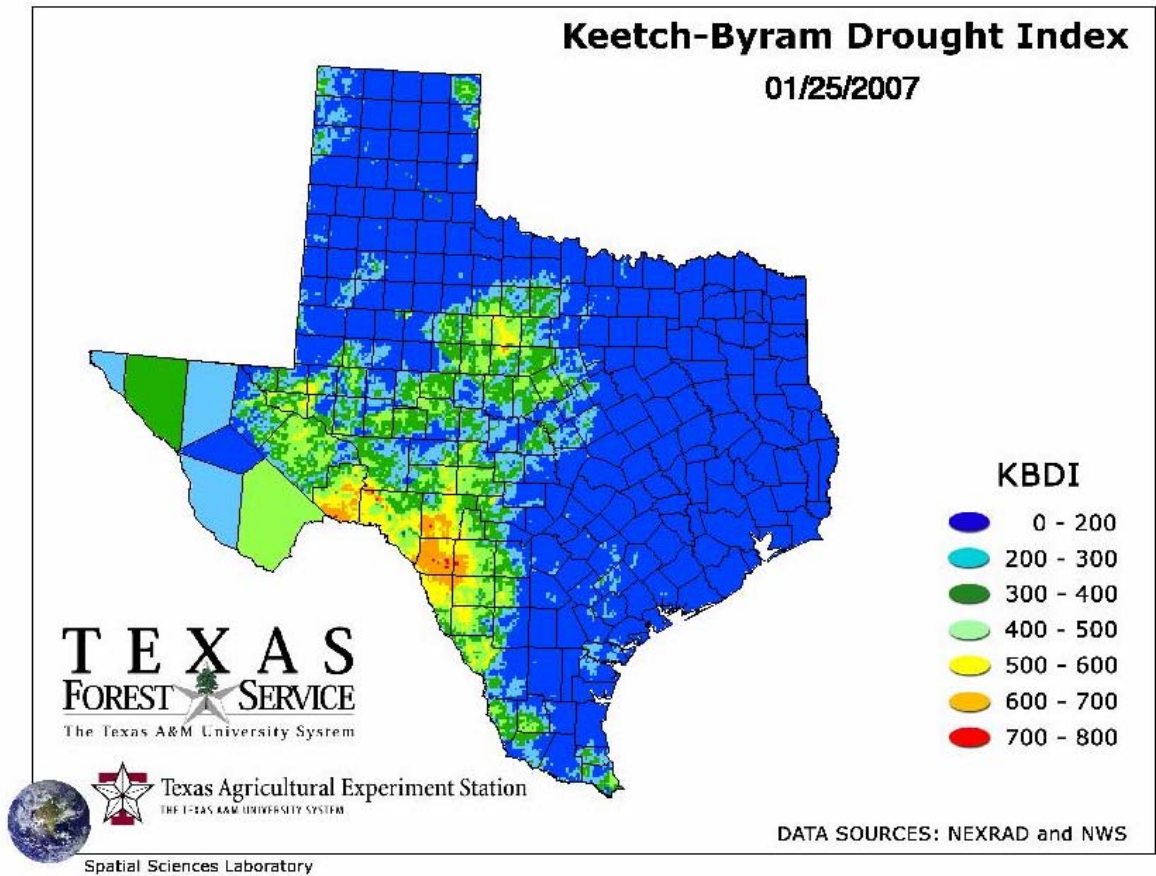 Keetch-Byram Drought Index
01/25/2007
KBDI
0 - 200
200 - 300
300 - 400
400 - 500
500 - 600
600 - 700
700 - 800
TEXAS
FOREST SERVICE
The Texas A&M University System
Texas Agricultural Experiment Station
THE TEXAS A&M UNIVERSITY SYSTEM
DATA SOURCES: NEXRAD and NWS
Spatial Sciences Laboratory